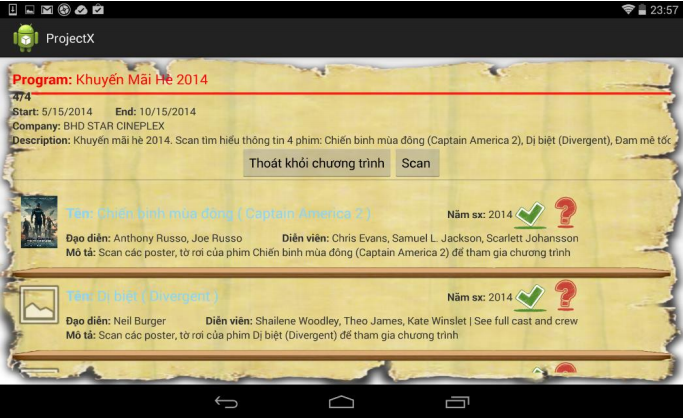 23:57
ProjectX
Program: Khuyến Mãi Hè 2014
4/4
Start: 5/15/2014 End: 10/15/2014
Company: BHD STAR CINEPLEX
Description: Khuyến mãi hè 2014. Scan tìm hiểu thông tin 4 phim: Chiến binh mùa đông (Captain America 2), Dị biệt (Divergent), Đam mê tốc
Thoát khỏi chương trình Scan
Tên: Chiến binh mùa đông ( Captain America 2 ) Năm sx: 2014
Đạo diễn: Anthony Russo, Joe Russo Diễn viên: Chris Evans, Samuel L. Jackson, Scarlett Johansson
Mô tả: Scan các poster, tờ rơi của phim Chiến binh mùa đông (Captain America 2) để tham gia chương trình
Tên: Dị biệt ( Divergent ) Năm sx: 2014
Đạo diễn: Neil Burger Diễn viên: Shailene Woodley, Theo James, Kate Winslet | See full cast and crew
Mô tả: Scan các poster, tờ rơi của phim Dị biệt (Divergent) để tham gia chương trình